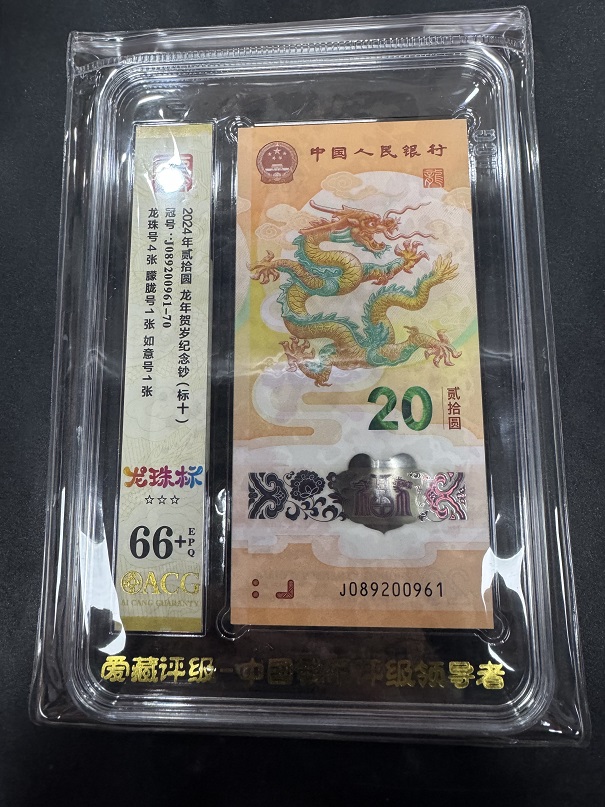 2024年贰拾圆 龙年贺岁纪念钞（标十）
冠号：J089200961-70
龙珠号4张 朦胧号1张 如意号1张
龙珠标
☆☆☆
66+
EPQ
ACG
AI CANG GUARANTY
中国人民银行
20
贰拾圆
J089200961
爱藏评级-中国
评级领导者